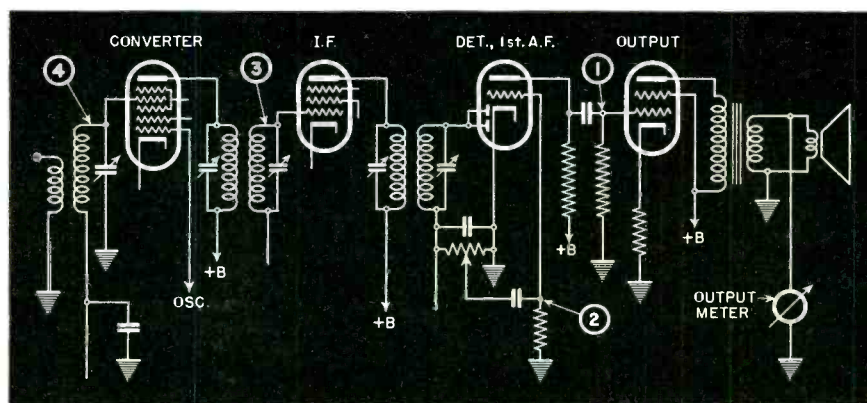 CONVERTER
I.F.
DET., 1st. A.F.
OUTPUT
4
3
1
+B
OSC.
+B
+B
+B
2
OUTPUT
METER